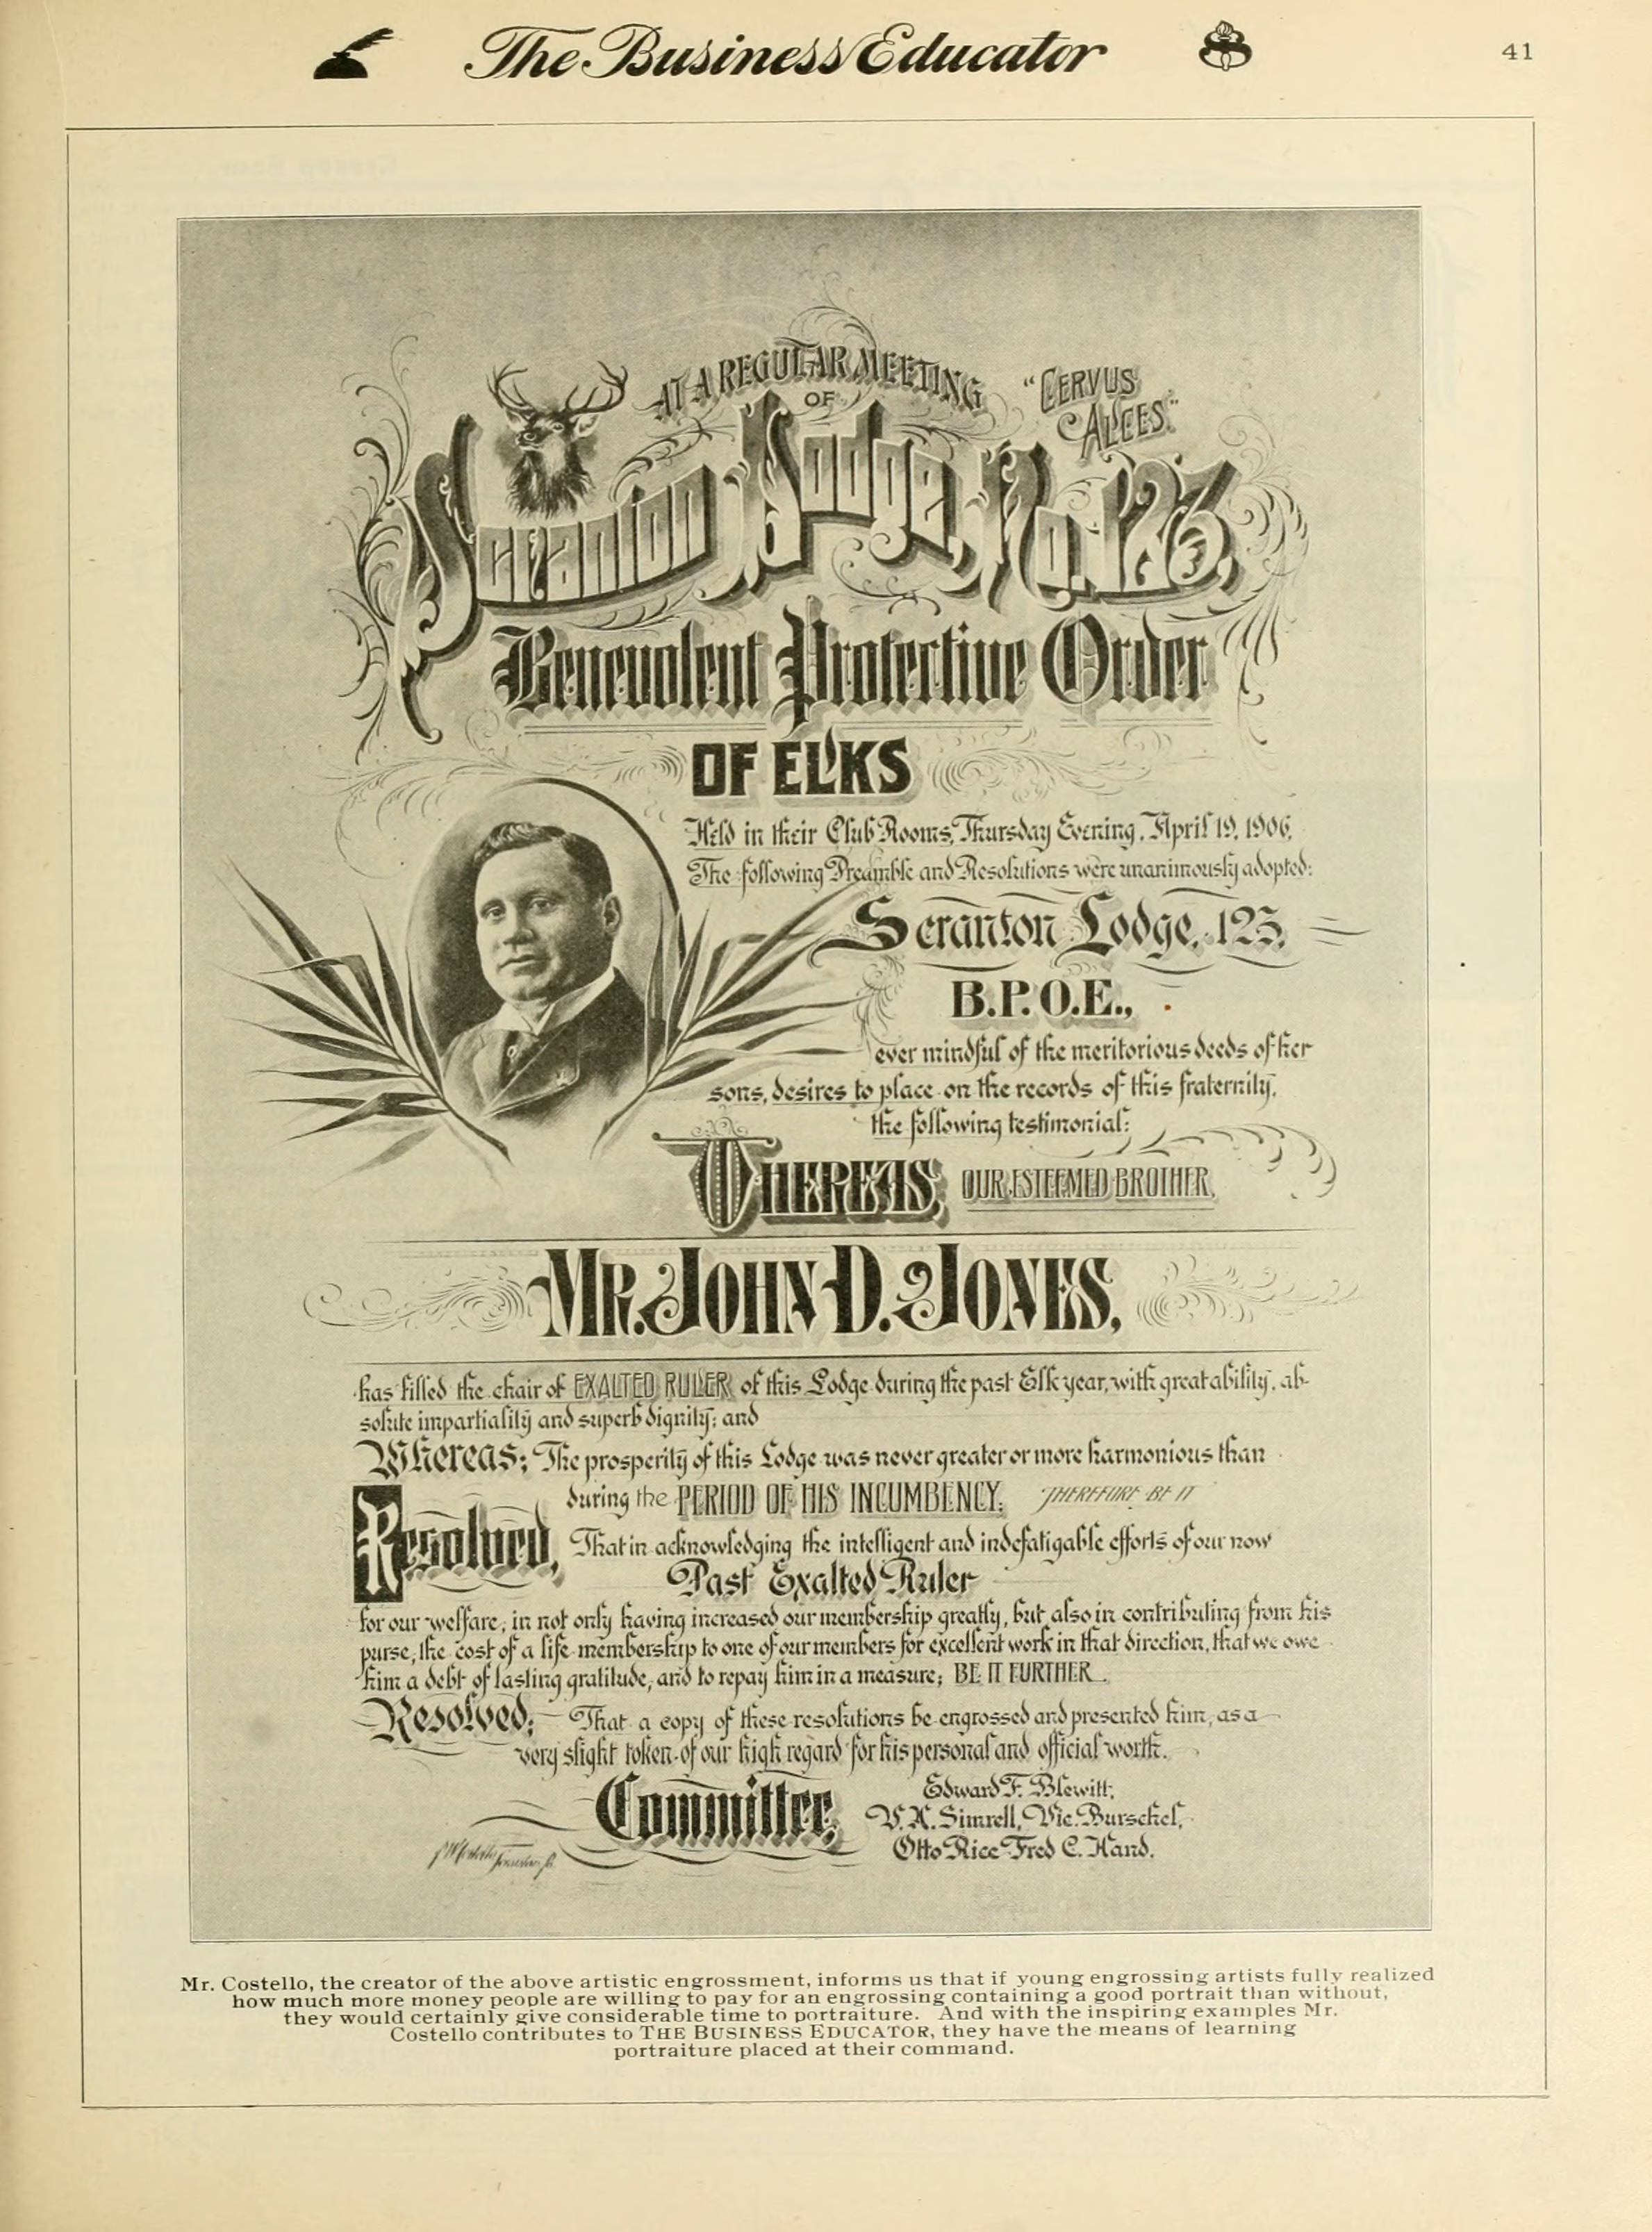 The Business Educator
41
AT A REGULAR MEETING
OF
"CERVUS
ALCES."
Scranton Lodge, No. 123,
Benevolent Protective Order
OF ELKS
Held in their Club Rooms, Thursday Evening, April 19, 1906,
The following Preamble and Resolutions were unanimously adopted:
Scranton Lodge, 123,
B.P.O.E.,
ever mindful of the meritorious deeds of her
sons, desires to place on the records of this fraternity,
the following testimonial:
WHEREAS, OUR ESTEEMED BROTHER,
MR. JOHN D. JONES,
has filled the chair of EXALTED RULER of this Lodge during the past Elk year, with great ability, ab-
solute impartiality and superb dignity; and
Whereas; The prosperity of this Lodge was never greater or more harmonious than
during the PERIOD OF HIS INCUMBENCY; THEREFORE BE IT
Resolved, That in acknowledging the intelligent and indefatigable efforts of our now
Past Exalted Ruler
for our welfare, in not only having increased our membership greatly, but also in contributing from his
purse, the cost of a life membership to one of our members for excellent work in that direction, that we owe
him a debt of lasting gratitude, and to repay him in a measure; BE IT FURTHER
Resolved; That a copy of these resolutions be engrossed and presented him, as a
very slight token of our high regard for his personal and official worth.
Committee,
Edward F. Blewitt,
V. A. Simrell, Vic. Burschel,
Otto Rice Fred C. Hand.
Costello
Mr. Costello, the creator of the above artistic engrossment, informs us that if young engrossing artists fully realized
how much more money people are willing to pay for an engrossing containing a good portrait than without,
they would certainly give considerable time to portraiture. And with the inspiring examples Mr.
Costello contributes to THE BUSINESS EDUCATOR, they have the means of learning
portraiture placed at their command.